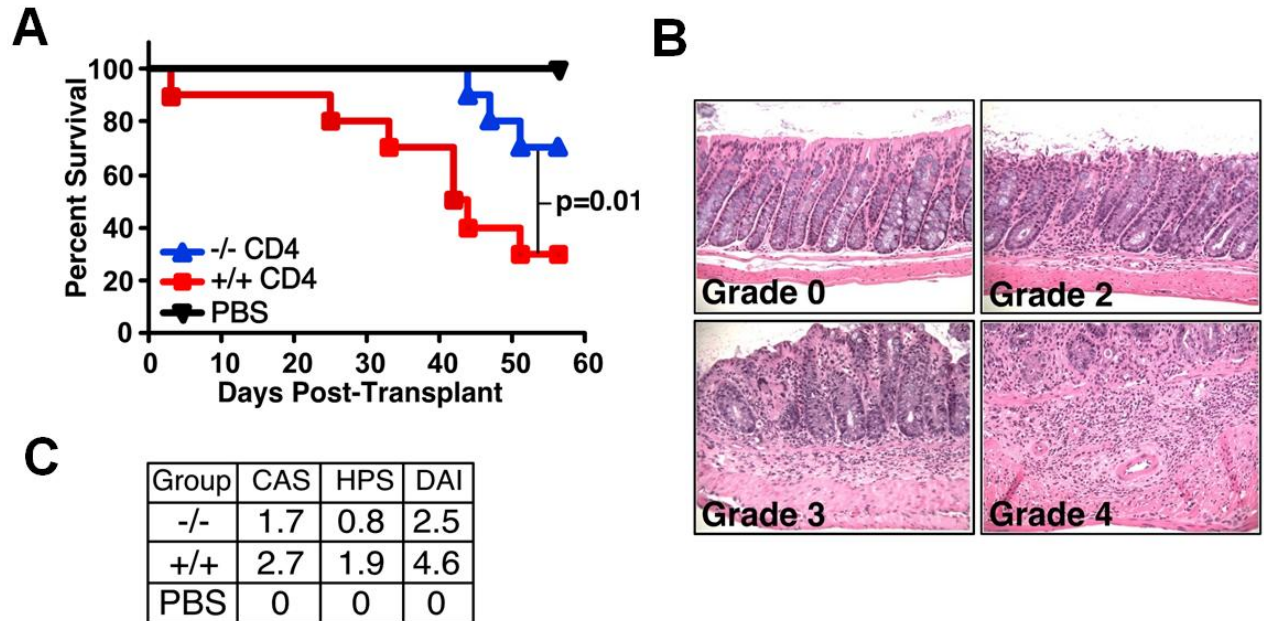 A
Percent Survival
100
80
60
40
20
0
-/- CD4
+/+ CD4
PBS
p=0.01
0 10 20 30 40 50 60
Days Post-Transplant
B
Grade 0
Grade 2
Grade 3
Grade 4
C
Group CAS HPS DAI
-/- 1.7 0.8 2.5
+/+ 2.7 1.9 4.6
PBS 0 0 0